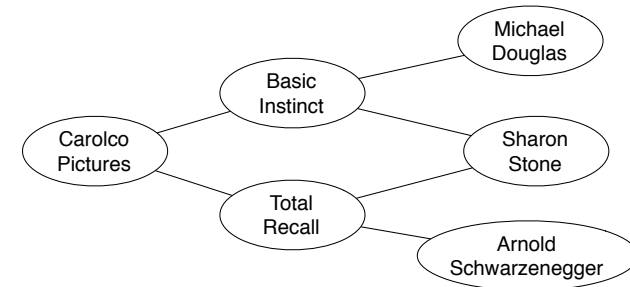 Michael
Douglas
Basic
Instinct
Carolco
Pictures
Sharon
Stone
Total
Recall
Arnold
Schwarzenegger